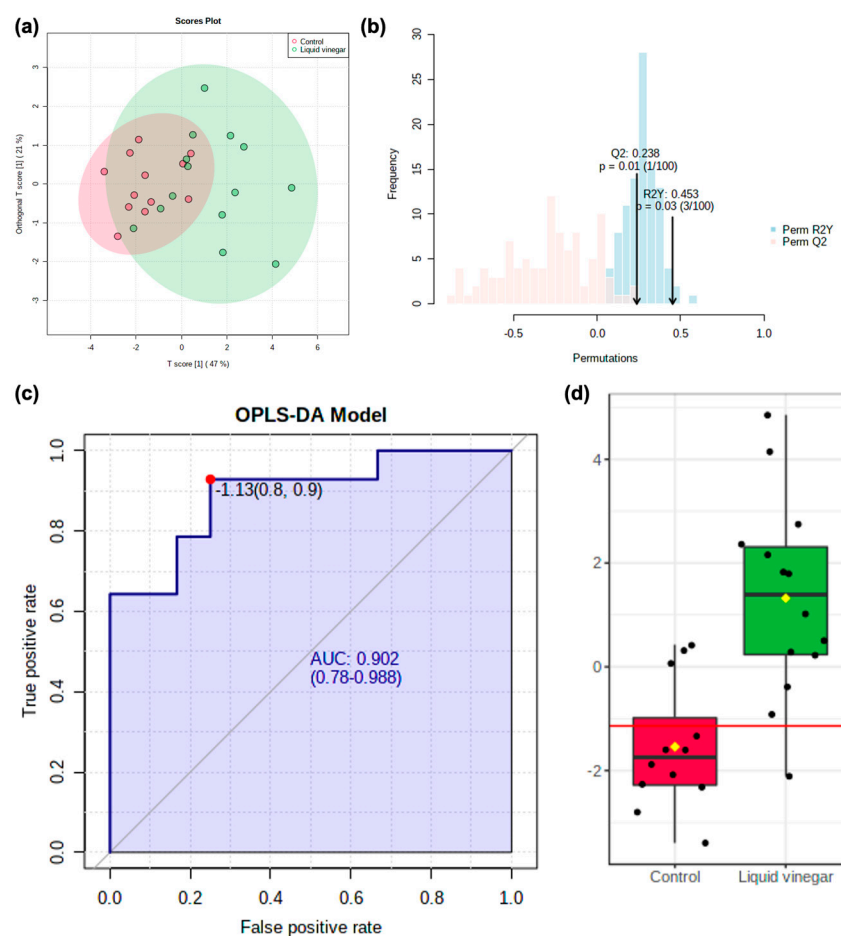 (a)
Scores Plot
Control
Liquid vinegar
Orthogonal T score [1] ( 21 %)
3
2
1
0
-1
-2
-3
-4
-2
0
2
4
6
T score [1] ( 47 %)
(b)
Frequency
30
25
20
15
10
5
0
Q2: 0.238
p = 0.01 (1/100)
R2Y: 0.453
p = 0.03 (3/100)
Perm R2Y
Perm Q2
-0.5
0.0
0.5
1.0
Permutations
(c)
OPLS-DA Model
True positive rate
1.0
0.8
0.6
0.4
0.2
0.0
-1.13(0.8, 0.9)
AUC: 0.902
(0.78-0.988)
0.0
0.2
0.4
0.6
0.8
1.0
False positive rate
(d)
4
2
0
-2
Control
Liquid vinegar